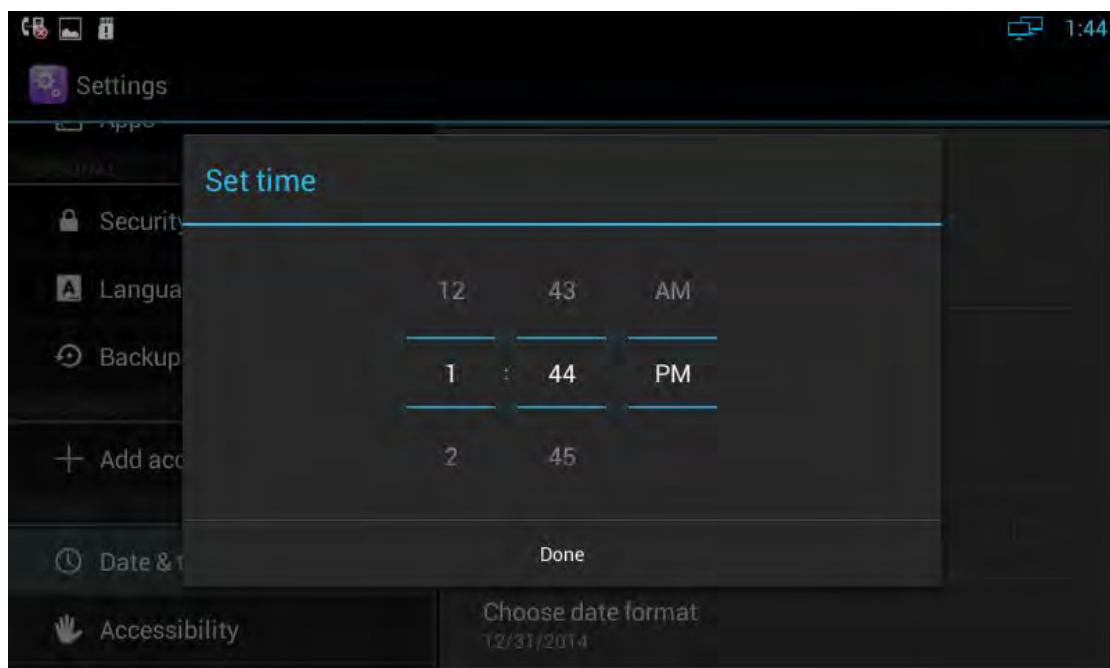 1:44
Settings
Apps
Set time
Security
Langua
Backup
Add acc
Date & t
Accessibility
12 43 AM
1 : 44 PM
2 45
Done
Choose date format
12/31/2014